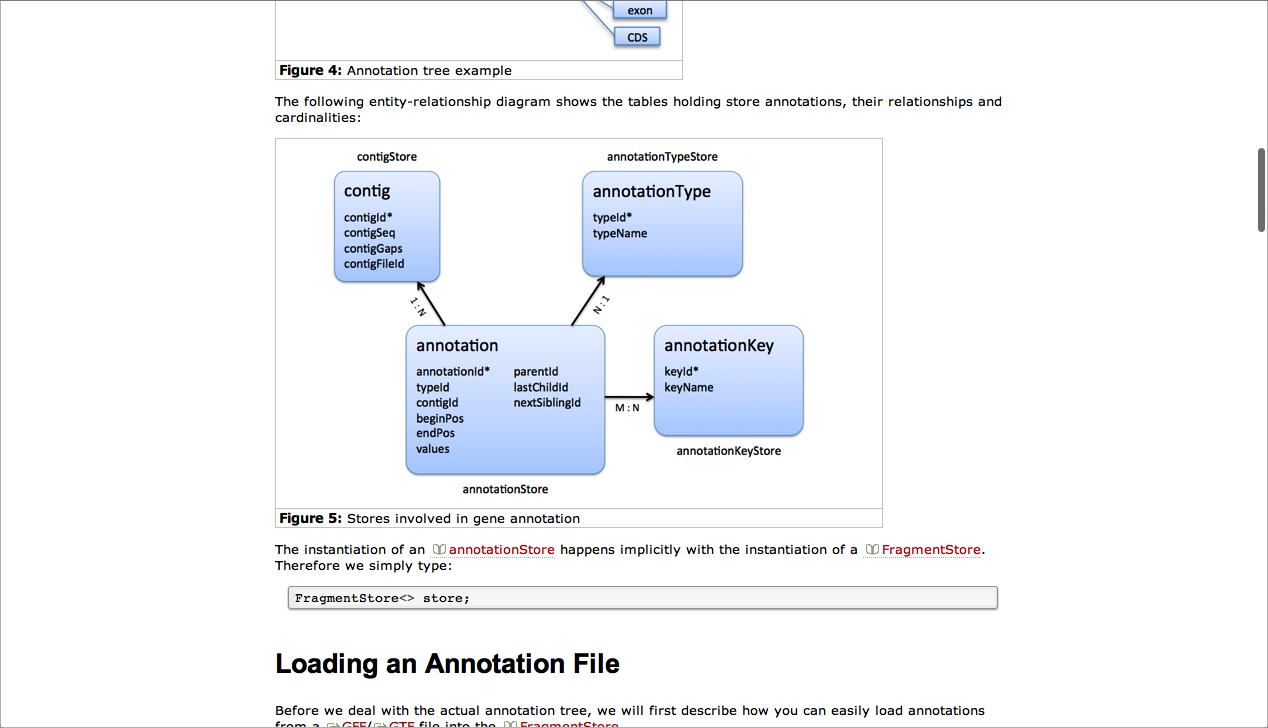 exon
CDS
Figure 4: Annotation tree example
The following entity-relationship diagram shows the tables holding store annotations, their relationships and
cardinalities:
contigStore
contig
contigId*
contigSeq
contigGaps
contigFileId
annotationTypeStore
annotationType
typeId*
typeName
1 : N
N : 1
annotation
annotationId*
typeId
contigId
beginPos
endPos
values
parentId
lastChildId
nextSiblingId
annotationStore
M : N
annotationKey
keyId*
keyName
annotationKeyStore
Figure 5: Stores involved in gene annotation
The instantiation of an annotationStore happens implicitly with the instantiation of a FragmentStore.
Therefore we simply type:
FragmentStore<> store;
Loading an Annotation File
Before we deal with the actual annotation tree, we will first describe how you can easily load annotations
from a GFF/GTF file into the FragmentStore